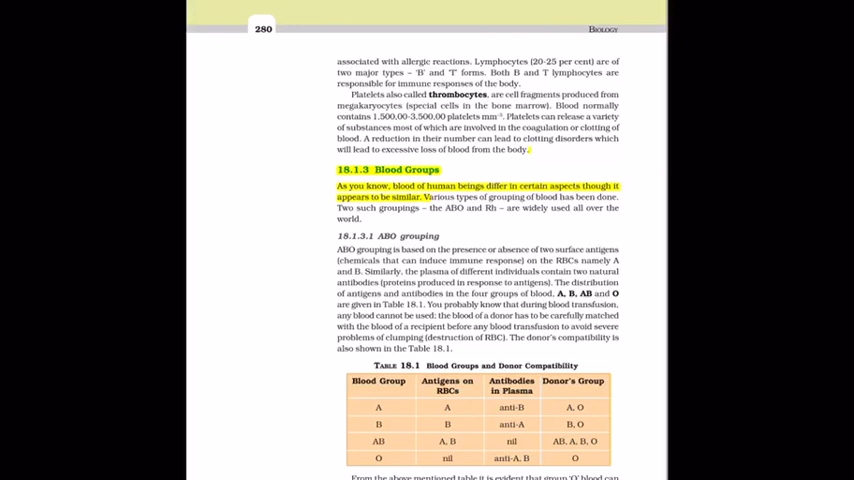 280
BIOLOGY
associated with allergic reactions. Lymphocytes (20-25 per cent) are of
two major types – ‘B’ and ‘T’ forms. Both B and T lymphocytes are
responsible for immune responses of the body.
Platelets also called thrombocytes, are cell fragments produced from
megakaryocytes (special cells in the bone marrow). Blood normally
contains 1,500,00-3,500,00 platelets mm⁻³. Platelets can release a variety
of substances most of which are involved in the coagulation or clotting of
blood. A reduction in their number can lead to clotting disorders which
will lead to excessive loss of blood from the body.
18.1.3 Blood Groups
As you know, blood of human beings differ in certain aspects though it
appears to be similar. Various types of grouping of blood has been done.
Two such groupings – the ABO and Rh – are widely used all over the
world.
18.1.3.1 ABO grouping
ABO grouping is based on the presence or absence of two surface antigens
(chemicals that can induce immune response) on the RBCs namely A
and B. Similarly, the plasma of different individuals contain two natural
antibodies (proteins produced in response to antigens). The distribution
of antigens and antibodies in the four groups of blood, A, B, AB and O
are given in Table 18.1. You probably know that during blood transfusion,
any blood cannot be used; the blood of a donor has to be carefully matched
with the blood of a recipient before any blood transfusion to avoid severe
problems of clumping (destruction of RBC). The donor’s compatibility is
also shown in the Table 18.1.
TABLE 18.1 Blood Groups and Donor Compatibility
Blood Group Antigens on Antibodies Donor’s Group
RBCs in Plasma
A A anti-B A, O
B B anti-A B, O
AB A, B nil AB, A, B, O
O nil anti-A, B O
From the above mentioned table it is evident that group ‘O’ blood can